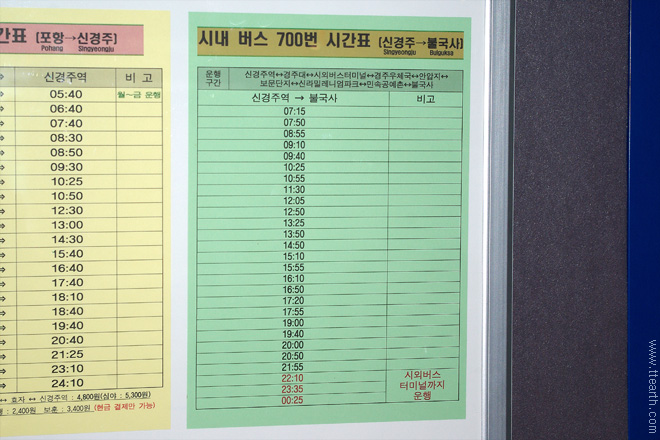 간표 [포항→신경주]
Pohang Singyeongju
⇨ 신경주역 비 고
⇨ 05:40 월~금 운행
⇨ 06:40
⇨ 07:40
⇨ 08:30
⇨ 08:50
⇨ 09:30
⇨ 10:25
⇨ 10:50
⇨ 12:30
⇨ 13:00
⇨ 14:30
⇨ 15:40
⇨ 16:40
⇨ 17:40
⇨ 18:10
⇨ 18:40
⇨ 19:40
⇨ 20:40
⇨ 21:25
⇨ 23:10
⇨ 24:10
↔ 효자 ↔ 신경주역 : 4,800원(심야 : 5,300원)
: 2,400원 보훈 : 3,400원 (현금 결제만 가능)
시내 버스 700번 시간표 [신경주→불국사]
Singyeongju Bulguksa
운행
구간
신경주역↔경주대↔시외버스터미널↔경주우체국↔안압지↔
보문단지↔신라밀레니엄파크↔민속공예촌↔불국사
신경주역 → 불국사 비고
07:15
07:50
08:55
09:10
09:40
10:25
10:55
11:30
12:05
12:50
13:25
13:50
14:50
15:10
15:55
16:10
16:50
17:20
17:55
19:00
19:40
20:00
20:50
21:55
22:10
23:35
00:25
시외버스
터미널까지
운행
www.thearth.com